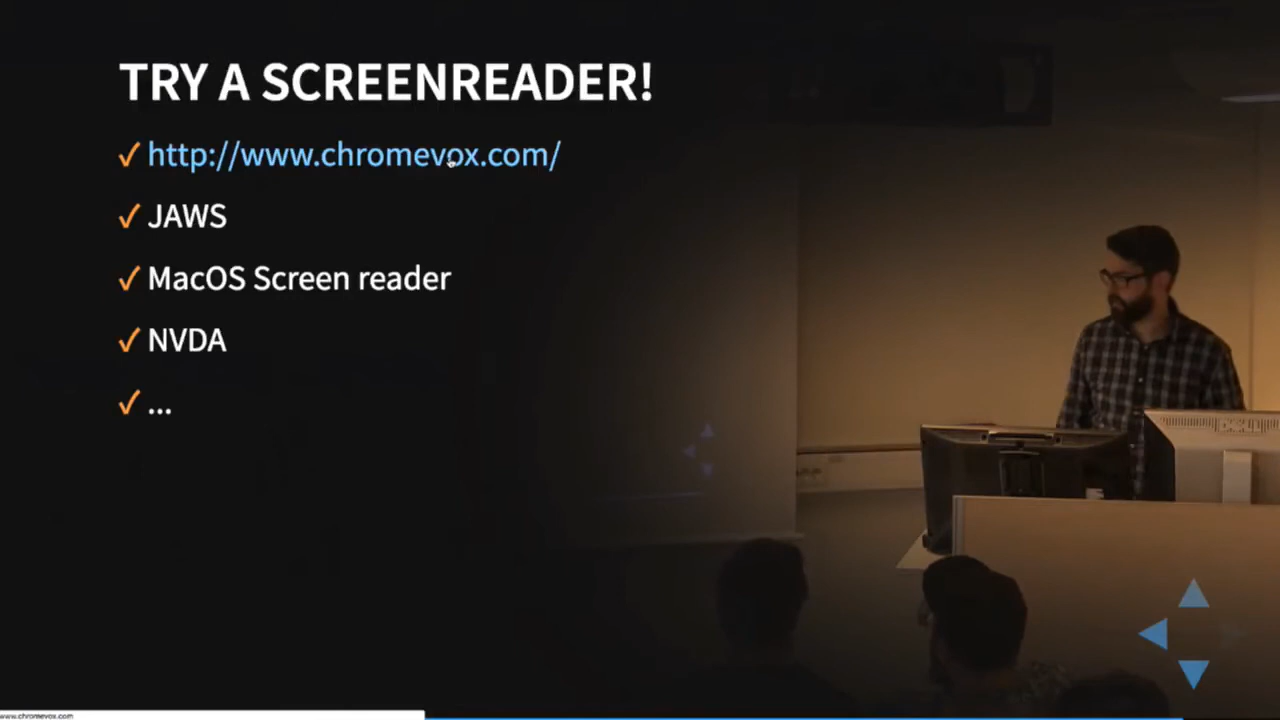 TRY A SCREENREADER!
✓ http://www.chromevox.com/
✓ JAWS
✓ MacOS Screen reader
✓ NVDA
✓ ...
www.chromevox.com